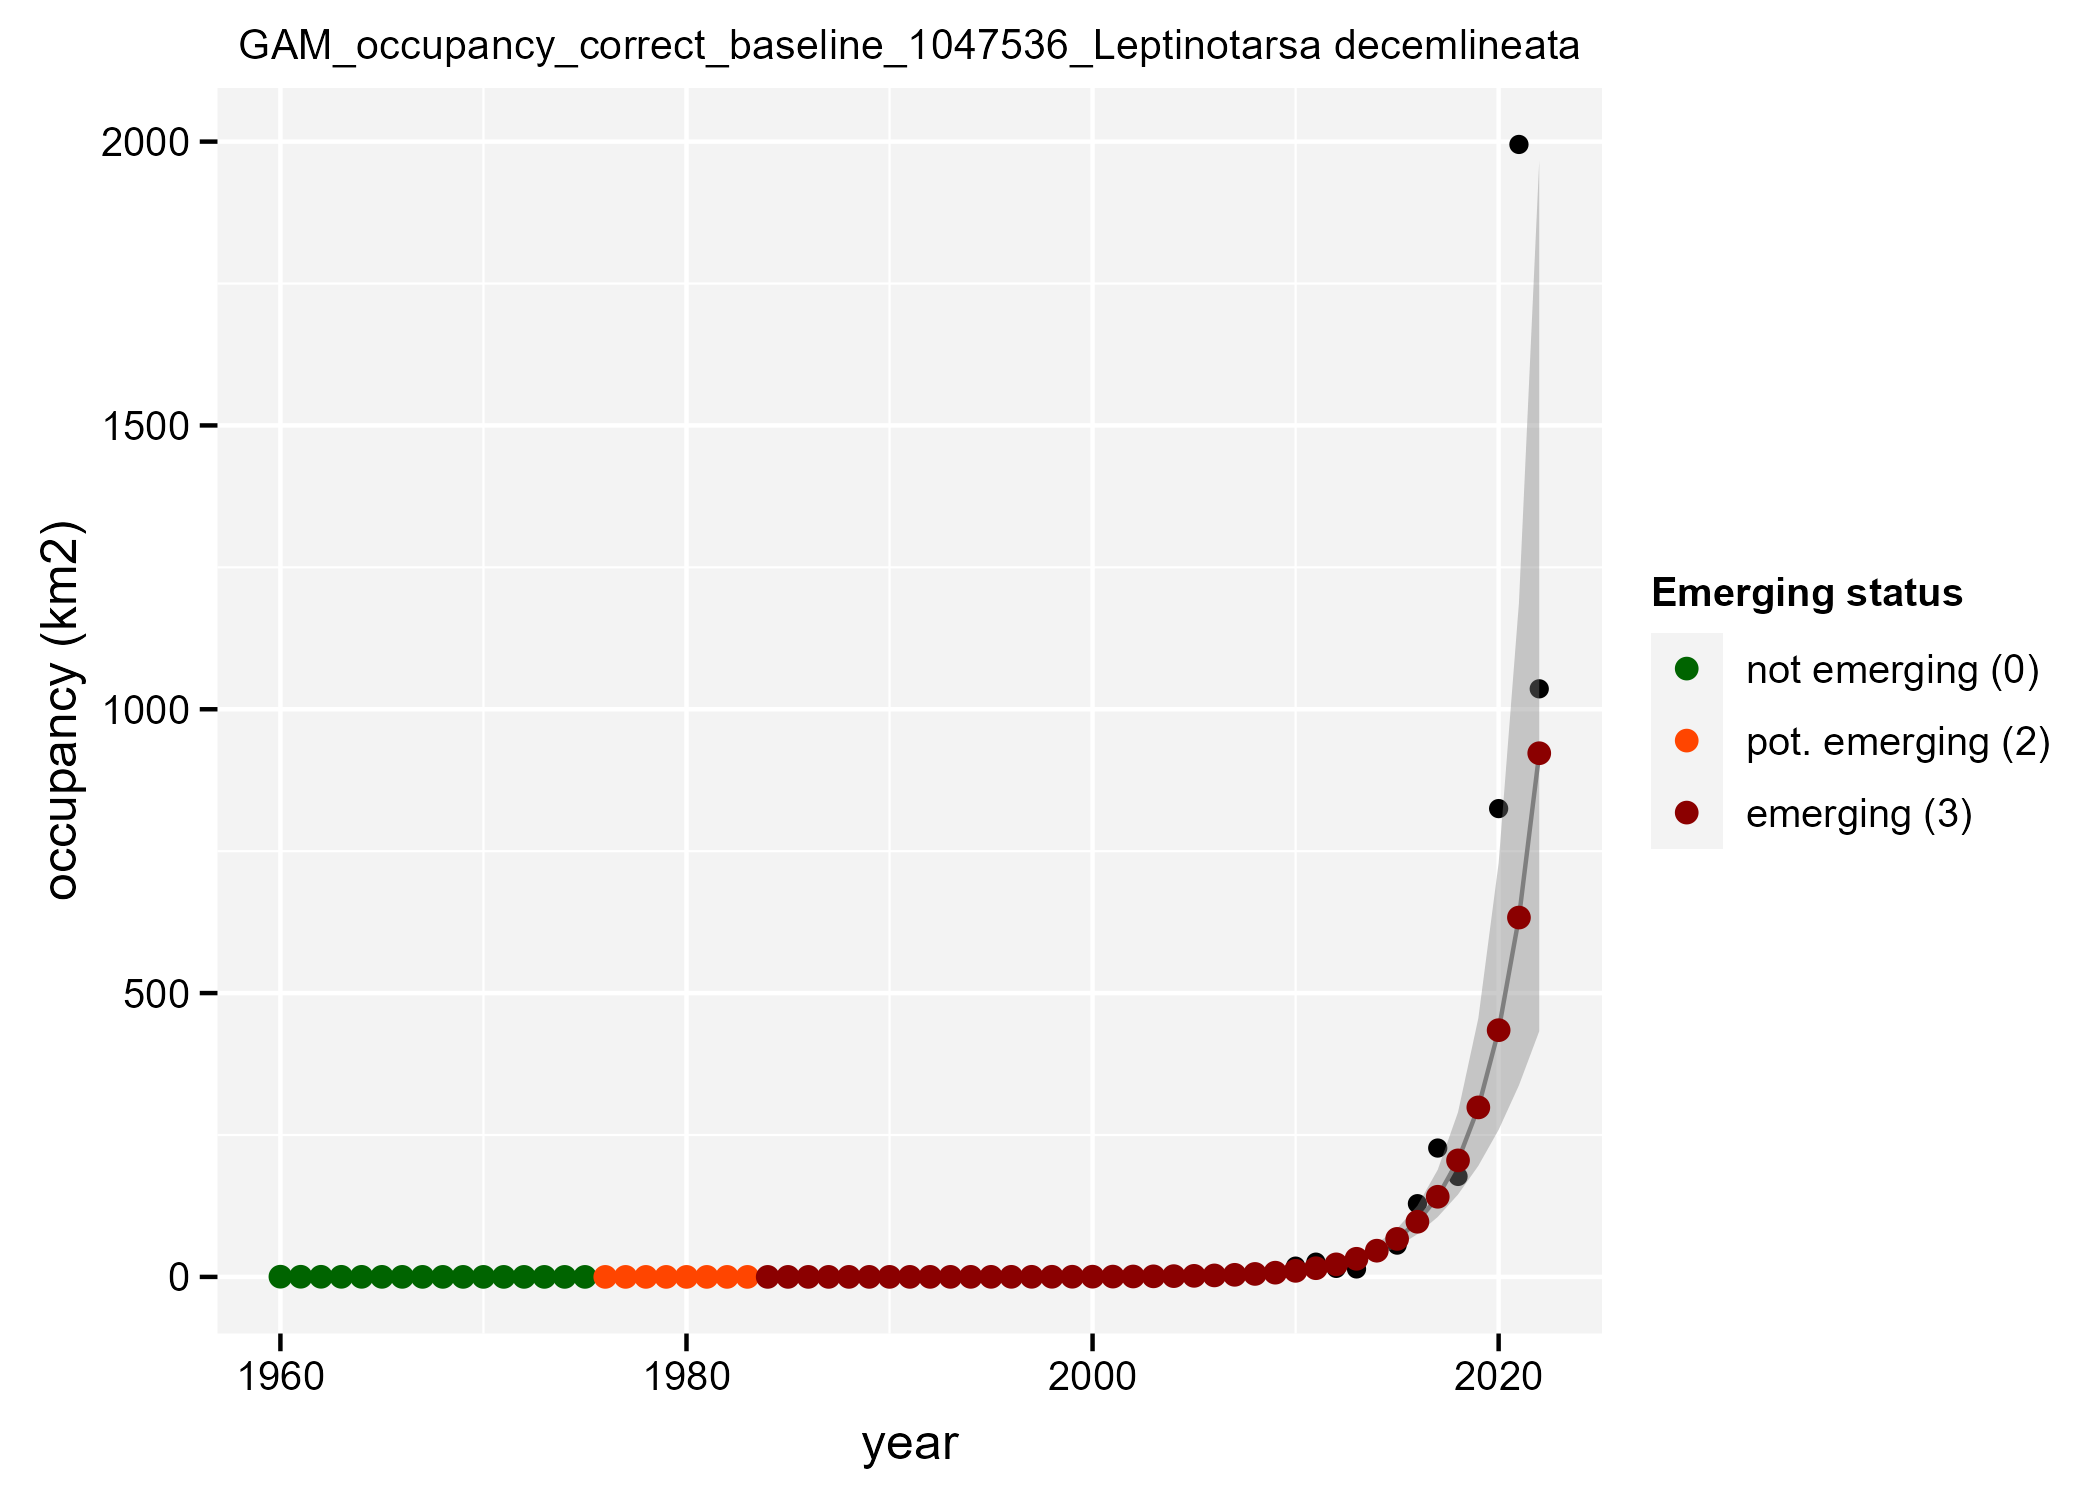 GAM_occupancy_correct_baseline_1047536_Leptinotarsa decemlineata
2000
1500
1000
500
0
occupancy (km2)
1960
1980
2000
2020
year
Emerging status
not emerging (0)
pot. emerging (2)
emerging (3)